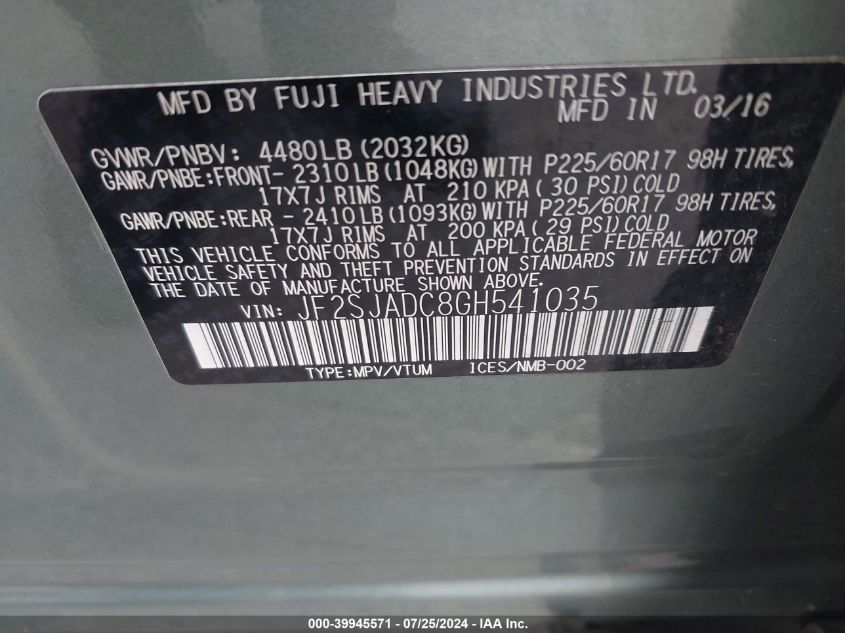 MFD BY FUJI HEAVY INDUSTRIES LTD.
MFD IN 03/16
GVWR/PNBV: 4480LB (2032KG)
GAWR/PNBE:FRONT- 2310LB (1048KG) WITH P225/60R17 98H TIRES,
17X7J RIMS AT 210 KPA ( 30 PSI) COLD
GAWR/PNBE:REAR - 2410LB (1093KG) WITH P225/60R17 98H TIRES,
17X7J RIMS AT 200 KPA ( 29 PSI) COLD
THIS VEHICLE CONFORMS TO ALL APPLICABLE FEDERAL MOTOR
VEHICLE SAFETY AND THEFT PREVENTION STANDARDS IN EFFECT ON
THE DATE OF MANUFACTURE SHOWN ABOVE.
VIN: JF2SJADC8GH541035
TYPE:MPV/VTUM ICES/NMB-002
000-39945571 - 07/25/2024 - IAA Inc.